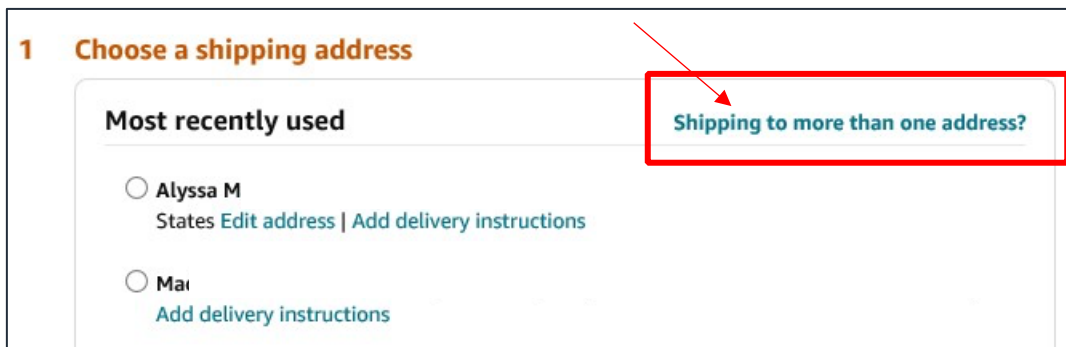 1 Choose a shipping address
Most recently used
Shipping to more than one address?
Alyssa M
States Edit address | Add delivery instructions
Add delivery instructions